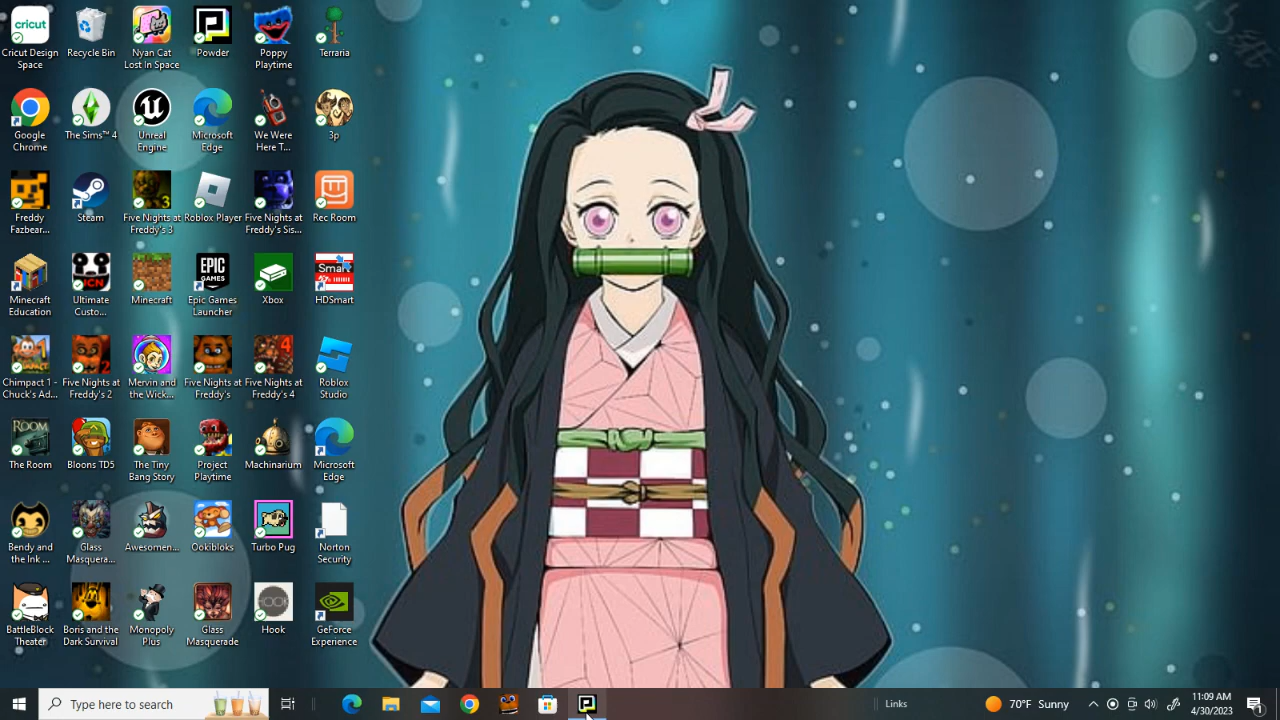 cricut
Cricut Design
Space
Recycle Bin
Nyan Cat
Lost In Space
Powder
Poppy
Playtime
Terraria
Google
Chrome
The Sims™ 4
Unreal
Engine
Microsoft
Edge
We Were
Here T...
3p
Freddy
Fazbear...
Steam
3
Five Nights at
Freddy's 3
Roblox Player
Five Nights at
Freddy's Sis...
Rec Room
Minecraft
Education
UCN
Ultimate
Custo...
Minecraft
EPIC
GAMES
Epic Games
Launcher
Xbox
Smart
HDSmart
Chimpact 1 -
Chuck's Ad...
2
Five Nights at
Freddy's 2
Mervin and
the Wick...
Five Nights at
Freddy's
4
Five Nights at
Freddy's 4
Roblox
Studio
ROOM
The Room
Bloons TD5
The Tiny
Bang Story
Project
Playtime
Machinarium
Microsoft
Edge
Bendy and
the Ink ...
Glass
Masquera...
Awesomen...
Ookibloks
Turbo Pug
Norton
Security
BattleBlock
Theater
Boris and the
Dark Survival
Monopoly
Plus
Glass
Masquerade
HOOK
Hook
GeForce
Experience
Type here to search
Links
70°F Sunny
11:09 AM
4/30/2023
1